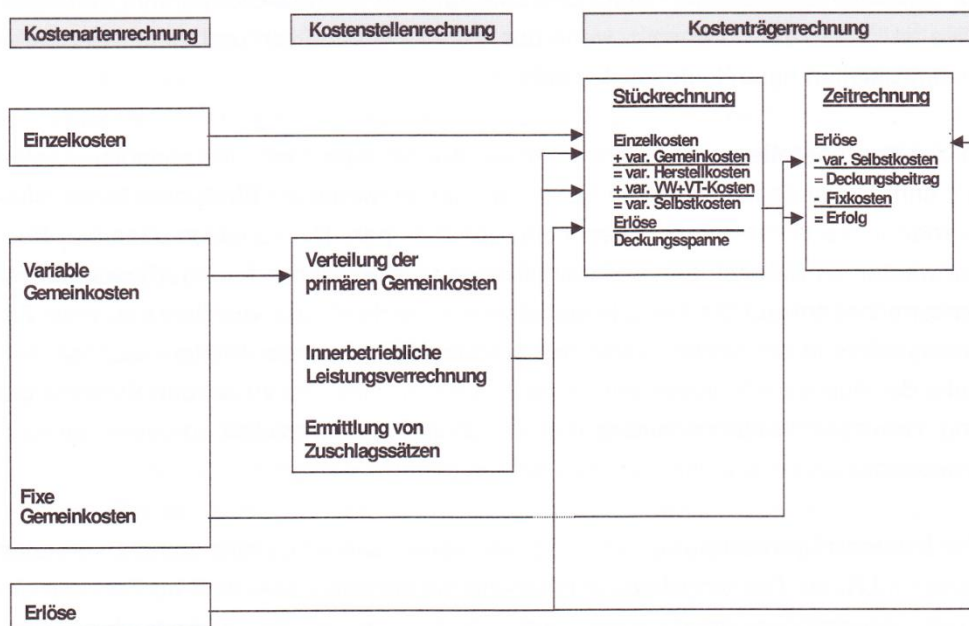 Kostenartenrechnung
Kostenstellenrechnung
Kostenträgerrechnung
Einzelkosten
Variable
Gemeinkosten
Fixe
Gemeinkosten
Erlöse
Verteilung der
primären Gemeinkosten
Innerbetriebliche
Leistungsverrechnung
Ermittlung von
Zuschlagssätzen
Stückrechnung
Einzelkosten
+ var. Gemeinkosten
= var. Herstellkosten
+ var. VW+VT-Kosten
= var. Selbstkosten
Erlöse
Deckungsspanne
Zeitrechnung
Erlöse
- var. Selbstkosten
= Deckungsbeitrag
- Fixkosten
= Erfolg